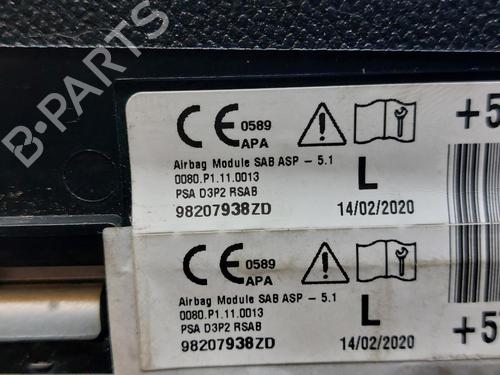 B-PARTS
CE 0589
APA
Airbag Module SAB ASP - 5.1
0080.P1.11.0013
PSA D3P2 RSAB
98207938ZD
L
14/02/2020
+5
CE 0589
APA
Airbag Module SAB ASP - 5.1
0080.P1.11.0013
PSA D3P2 RSAB
98207938ZD
L
14/02/2020
+5